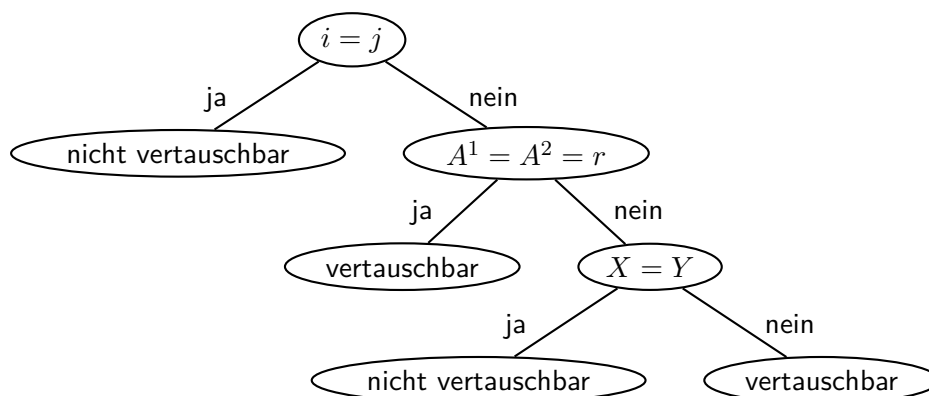 i = j
ja
nein
nicht vertauschbar
A¹ = A² = r
ja
nein
vertauschbar
X = Y
ja
nein
nicht vertauschbar
vertauschbar